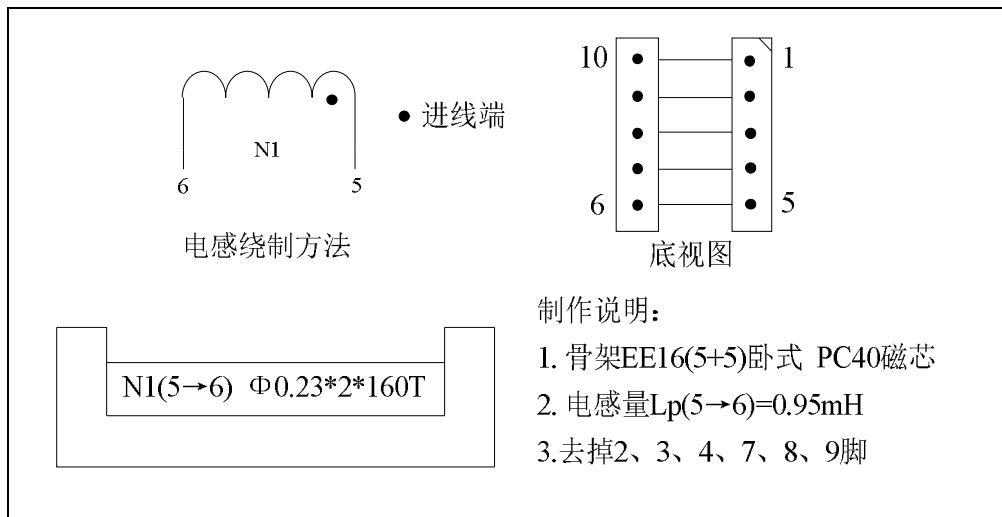 N1
6
5
● 进线端
电感绕制方法
10
1
6
5
底视图
N1(5→6) Φ0.23*2*160T
制作说明：
1. 骨架EE16(5+5)卧式 PC40磁芯
2. 电感量Lp(5→6)=0.95mH
3.去掉2、3、4、7、8、9脚